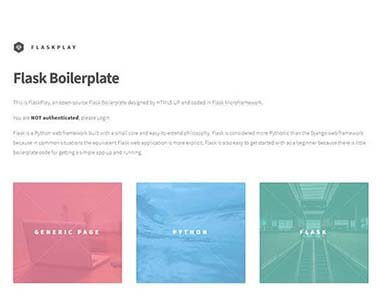 FLASKPLAY
Flask Boilerplate
This is FlaskPlay, an open-source Flask Boilerplate designed by HTML5 UP and coded in Flask Microframework.
You are NOT authenticated, please Login
Flask is a Python web framework built with a small core and easy-to-extend philosophy. Flask is considered more Pythonic than the Django web framework
because in common situations the equivalent Flask web application is more explicit. Flask is also easy to get started with as a beginner because there is little
boilerplate code for getting a simple app up and running.
GENERIC PAGE PYTHON FLASK